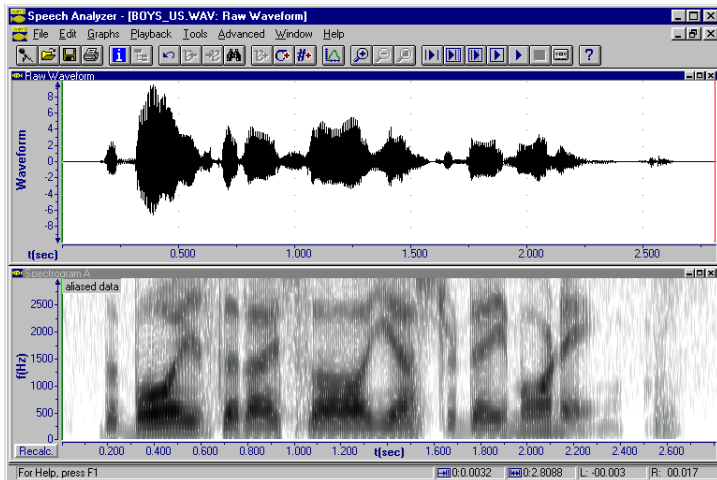 Speech Analyzer - [BOYS_US.WAV: Raw Waveform]
File Edit Graphs Playback Tools Advanced Window Help
Raw Waveform
8-
6-
4-
2-
0-
-2-
-4-
-6-
-8-
Waveform
t(sec) 0.500 1.000 1.500 2.000 2.500
Spectrogram A
aliased data
2500-
2000-
1500-
1000-
500-
0-
f(Hz)
Recalc. 0.200 0.400 0.600 0.800 1.000 1.200 t(sec) 1.600 1.800 2.000 2.200 2.400 2.600
For Help, press F1 0:0.0032 0:2.8088 L: -00.003 R: 00.017